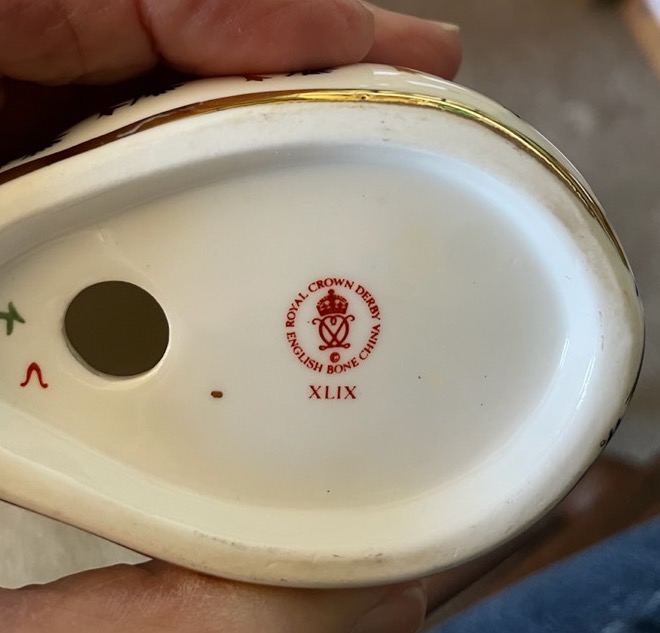 ROYAL CROWN DERBY
ENGLISH BONE CHINA
©
XLIX